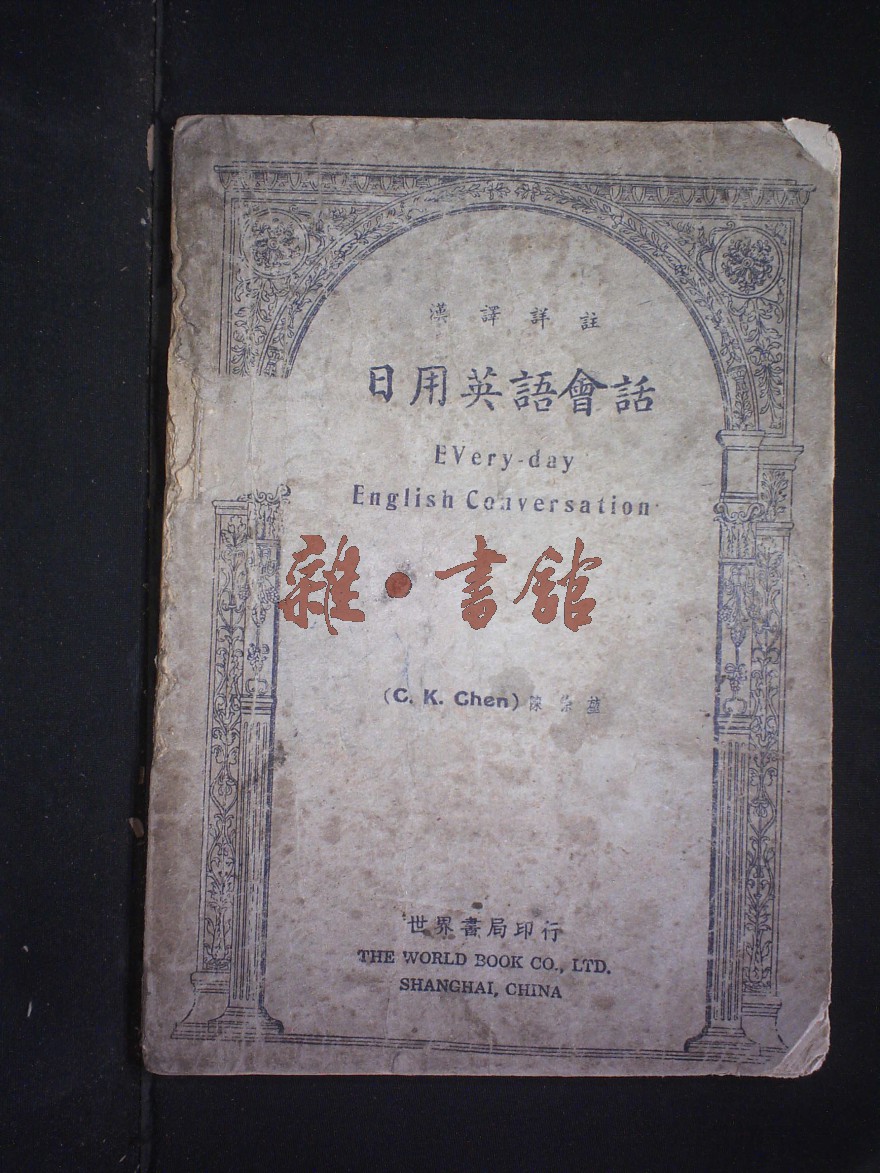 漢譯詳註
日用英語會話
EVery-day
English Conversation
雜·書館
(C. K. Chen) 陳
世界書局印行
THE WORLD BOOK CO., LTD.
SHANGHAI, CHINA